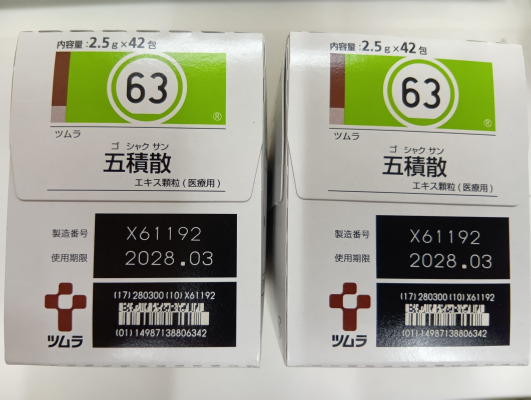 内容量:2.5g×42包
63
®
ツムラ
ゴ シャク サン
五積散
エキス顆粒(医療用)
製造番号 X61192
使用期限 2028.03
(17)280300(10)X61192
(01)14987138806342
ツムラ
内容量:2.5g×42包
63
®
ツムラ
ゴ シャク サン
五積散
エキス顆粒(医療用)
製造番号 X61192
使用期限 2028.03
(17)280300(10)X61192
(01)14987138806342
ツムラ